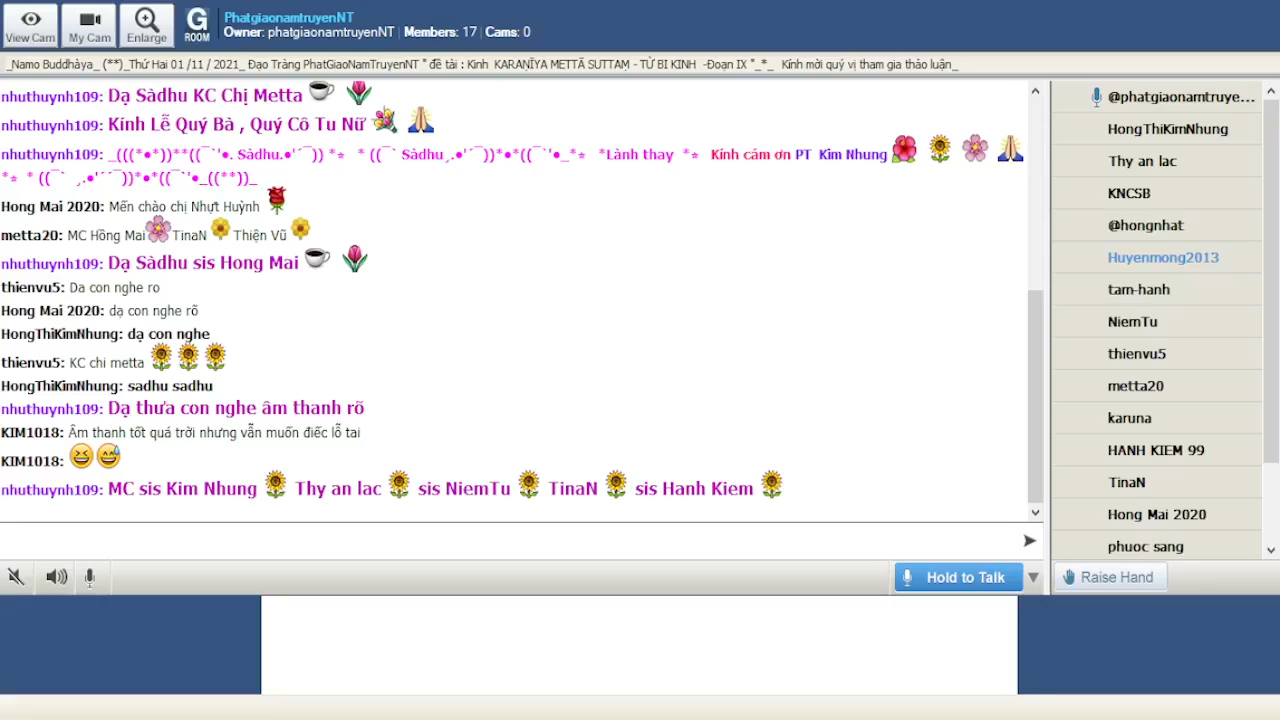 View Cam
My Cam
Enlarge
G
ROOM
PhatgiaonamtruyenNT
Owner: phatgiaonamtruyenNT | Members: 17 | Cams: 0
_Namo Buddhàya_ (**)_Thứ Hai 01 /11 / 2021_ Đạo Tràng PhatGiaoNamTruyenNT " đề tài : Kinh KARAṆĪYA METTĀ SUTTAṂ - TỪ BI KINH -Đoạn IX "_*_ Kính mời quý vị tham gia thảo luận_
nhuthuynh109: Dạ Sàdhu KC Chị Metta
nhuthuynh109: Kính Lễ Quý Bà , Quý Cô Tu Nữ
nhuthuynh109: _(((*•*))**((¯`'•. Sàdhu.•'´¯)) *⭐ * ((¯` Sàdhu¸.•'´¯))*•*((¯`'•_*⭐ *Lành thay *⭐ Kính cám ơn PT Kim Nhung
*⭐ * ((¯` ¸.•'´´¯))*•*((¯`'•_((**))_
Hong Mai 2020: Mến chào chị Nhựt Huỳnh
metta20: MC Hồng Mai TinaN Thiện Vũ
nhuthuynh109: Dạ Sàdhu sis Hong Mai
thienvu5: Da con nghe ro
Hong Mai 2020: dạ con nghe rõ
HongThiKimNhung: dạ con nghe
thienvu5: KC chi metta
HongThiKimNhung: sadhu sadhu
nhuthuynh109: Dạ thưa con nghe âm thanh rõ
KIM1018: Âm thanh tốt quá trời nhưng vẫn muốn điếc lỗ tai
KIM1018:
nhuthuynh109: MC sis Kim Nhung Thy an lac sis NiemTu TinaN sis Hanh Kiem
@phatgiaonamtruye...
HongThiKimNhung
Thy an lac
KNCSB
@hongnhat
Huyenmong2013
tam-hanh
NiemTu
thienvu5
metta20
karuna
HANH KIEM 99
TinaN
Hong Mai 2020
phuoc sang
Hold to Talk
Raise Hand